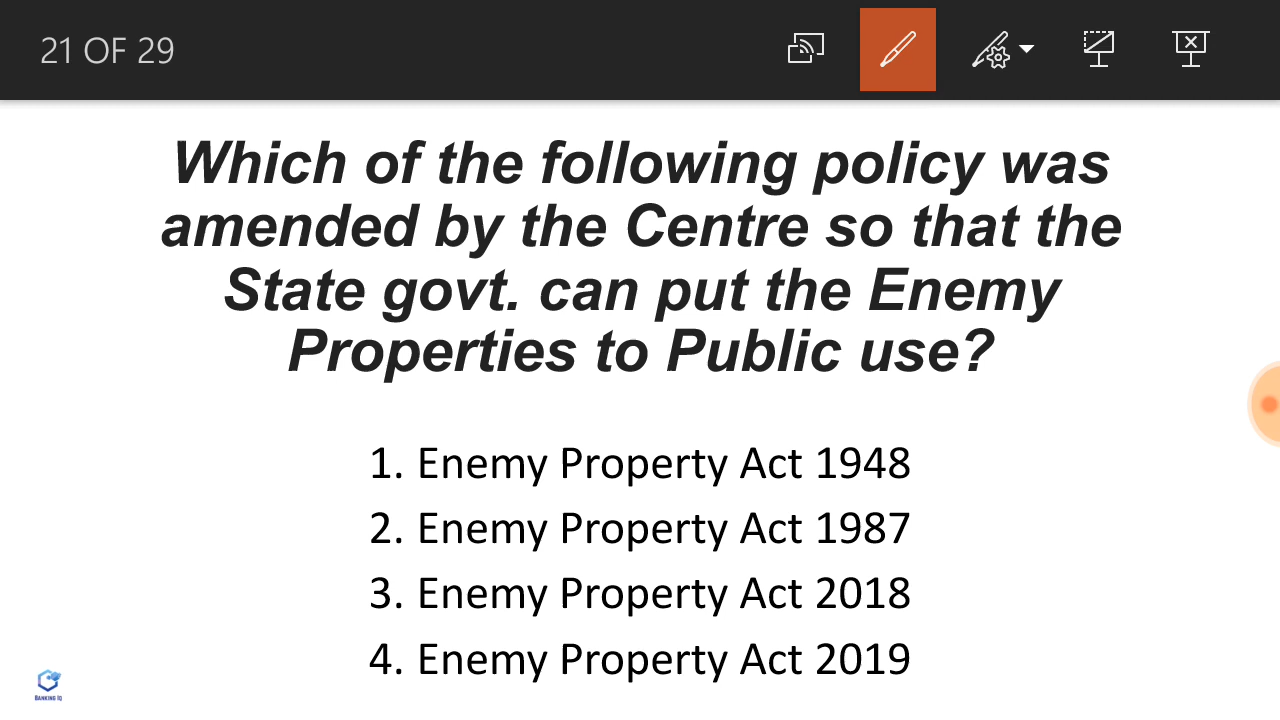 21 OF 29
Which of the following policy was
amended by the Centre so that the
State govt. can put the Enemy
Properties to Public use?
1. Enemy Property Act 1948
2. Enemy Property Act 1987
3. Enemy Property Act 2018
4. Enemy Property Act 2019
BANKING IQ